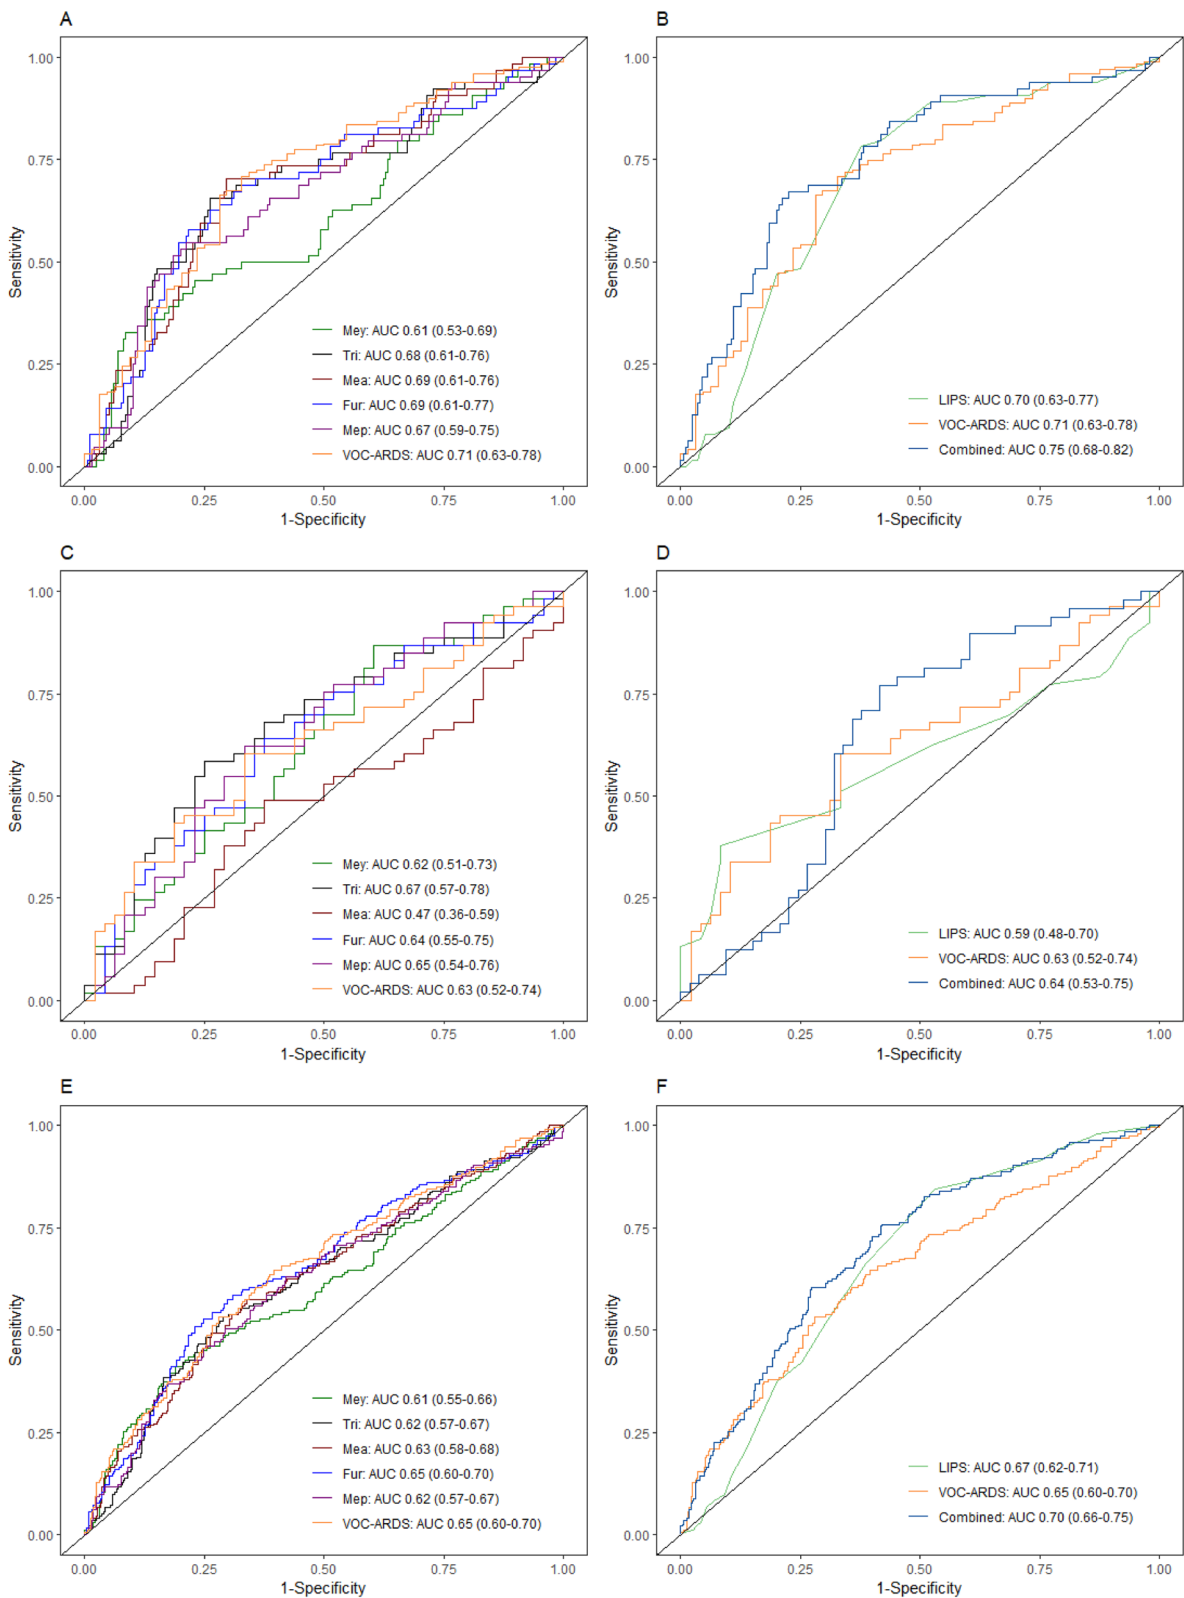 A
1.00
0.75
0.50
0.25
0.00
Sensitivity
Mey: AUC 0.61 (0.53-0.69)
Tri: AUC 0.68 (0.61-0.76)
Mea: AUC 0.69 (0.61-0.76)
Fur: AUC 0.69 (0.61-0.77)
Mep: AUC 0.67 (0.59-0.75)
VOC-ARDS: AUC 0.71 (0.63-0.78)
0.00 0.25 0.50 0.75 1.00
1-Specificity
B
1.00
0.75
0.50
0.25
0.00
Sensitivity
LIPS: AUC 0.70 (0.63-0.77)
VOC-ARDS: AUC 0.71 (0.63-0.78)
Combined: AUC 0.75 (0.68-0.82)
0.00 0.25 0.50 0.75 1.00
1-Specificity
C
1.00
0.75
0.50
0.25
0.00
Sensitivity
Mey: AUC 0.62 (0.51-0.73)
Tri: AUC 0.67 (0.57-0.78)
Mea: AUC 0.47 (0.36-0.59)
Fur: AUC 0.64 (0.55-0.75)
Mep: AUC 0.65 (0.54-0.76)
VOC-ARDS: AUC 0.63 (0.52-0.74)
0.00 0.25 0.50 0.75 1.00
1-Specificity
D
1.00
0.75
0.50
0.25
0.00
Sensitivity
LIPS: AUC 0.59 (0.48-0.70)
VOC-ARDS: AUC 0.63 (0.52-0.74)
Combined: AUC 0.64 (0.53-0.75)
0.00 0.25 0.50 0.75 1.00
1-Specificity
E
1.00
0.75
0.50
0.25
0.00
Sensitivity
Mey: AUC 0.61 (0.55-0.66)
Tri: AUC 0.62 (0.57-0.67)
Mea: AUC 0.63 (0.58-0.68)
Fur: AUC 0.65 (0.60-0.70)
Mep: AUC 0.62 (0.57-0.67)
VOC-ARDS: AUC 0.65 (0.60-0.70)
0.00 0.25 0.50 0.75 1.00
1-Specificity
F
1.00
0.75
0.50
0.25
0.00
Sensitivity
LIPS: AUC 0.67 (0.62-0.71)
VOC-ARDS: AUC 0.65 (0.60-0.70)
Combined: AUC 0.70 (0.66-0.75)
0.00 0.25 0.50 0.75 1.00
1-Specificity